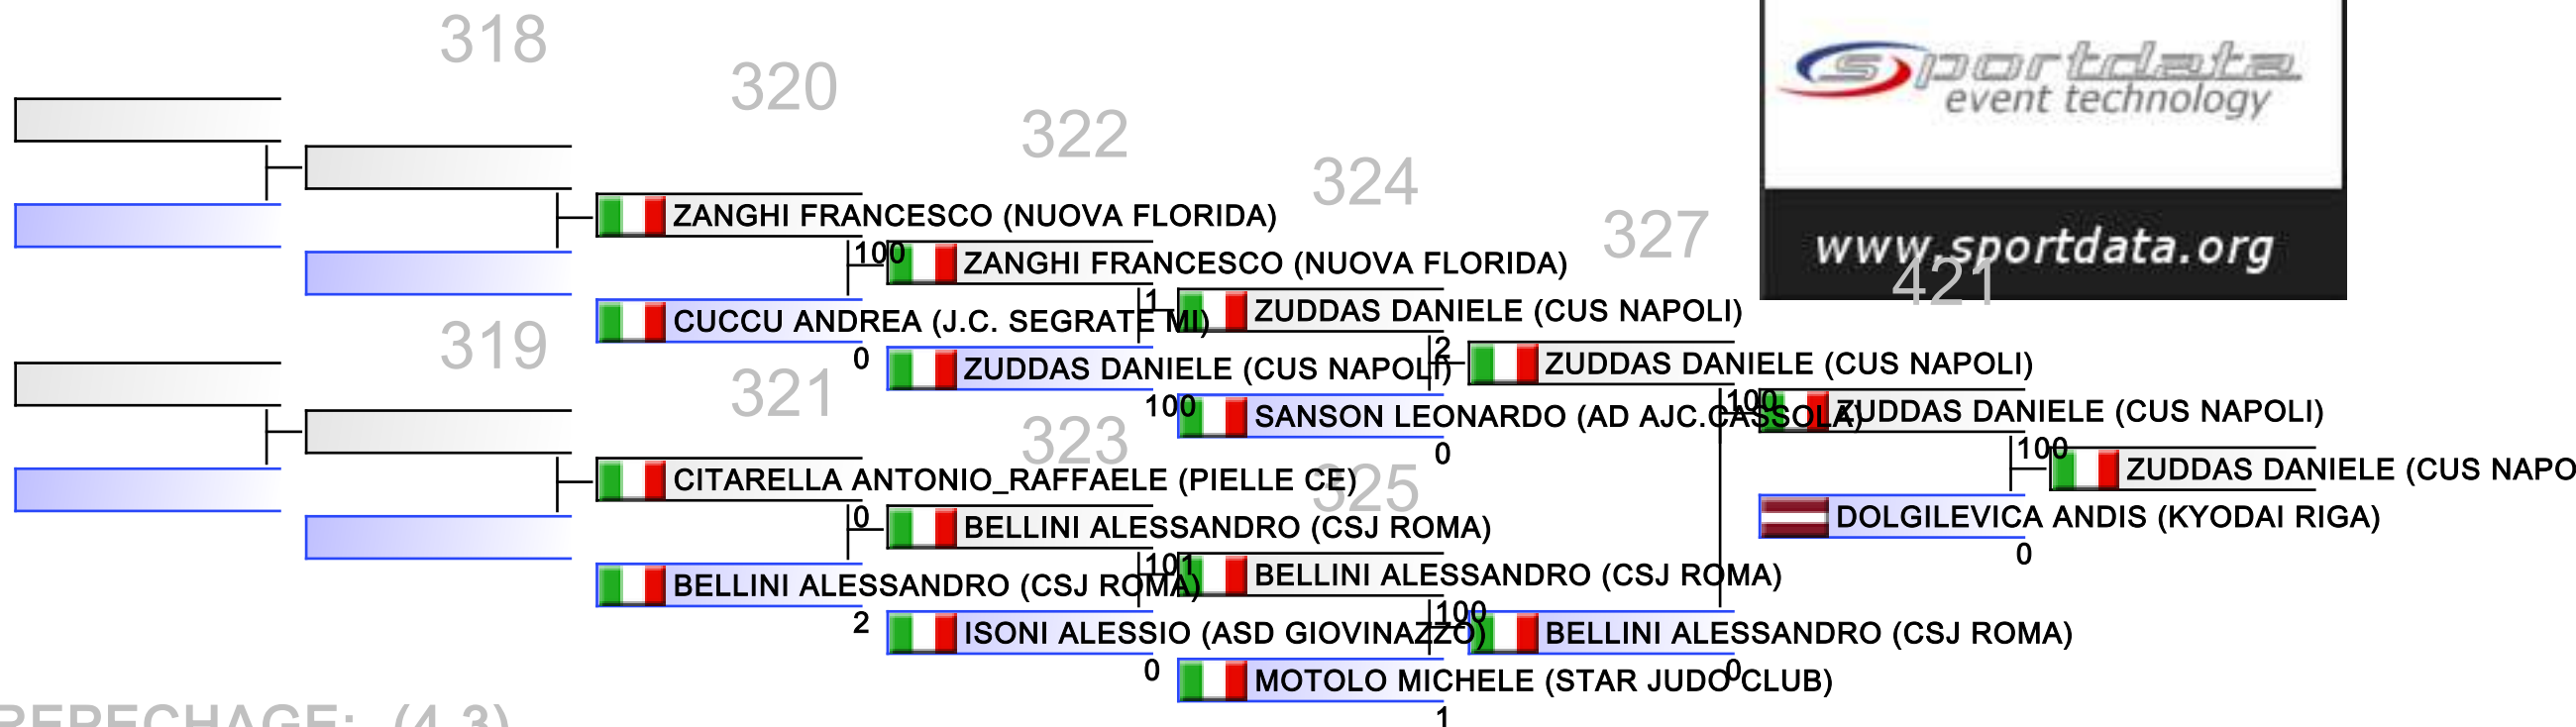 318
320
322
324
327
421
sportdata
event technology
www.sportdata.org
ZANGHI FRANCESCO (NUOVA FLORIDA)
100
ZANGHI FRANCESCO (NUOVA FLORIDA)
1
ZUDDAS DANIELE (CUS NAPOLI)
CUCCU ANDREA (J.C. SEGRATE MI)
0
319
ZUDDAS DANIELE (CUS NAPOLI)
100
2
ZUDDAS DANIELE (CUS NAPOLI)
321
SANSON LEONARDO (AD AJC.CASSOLA)
0
100
ZUDDAS DANIELE (CUS NAPOLI)
323
100
ZUDDAS DANIELE (CUS NAPO
CITARELLA ANTONIO_RAFFAELE (PIELLE CE)
0
325
BELLINI ALESSANDRO (CSJ ROMA)
DOLGILEVICA ANDIS (KYODAI RIGA)
0
101
BELLINI ALESSANDRO (CSJ ROMA)
BELLINI ALESSANDRO (CSJ ROMA)
2
100
ISONI ALESSIO (ASD GIOVINAZZO)
0
BELLINI ALESSANDRO (CSJ ROMA)
0
MOTOLO MICHELE (STAR JUDO CLUB)
1
REPECHAGE: (4,3)